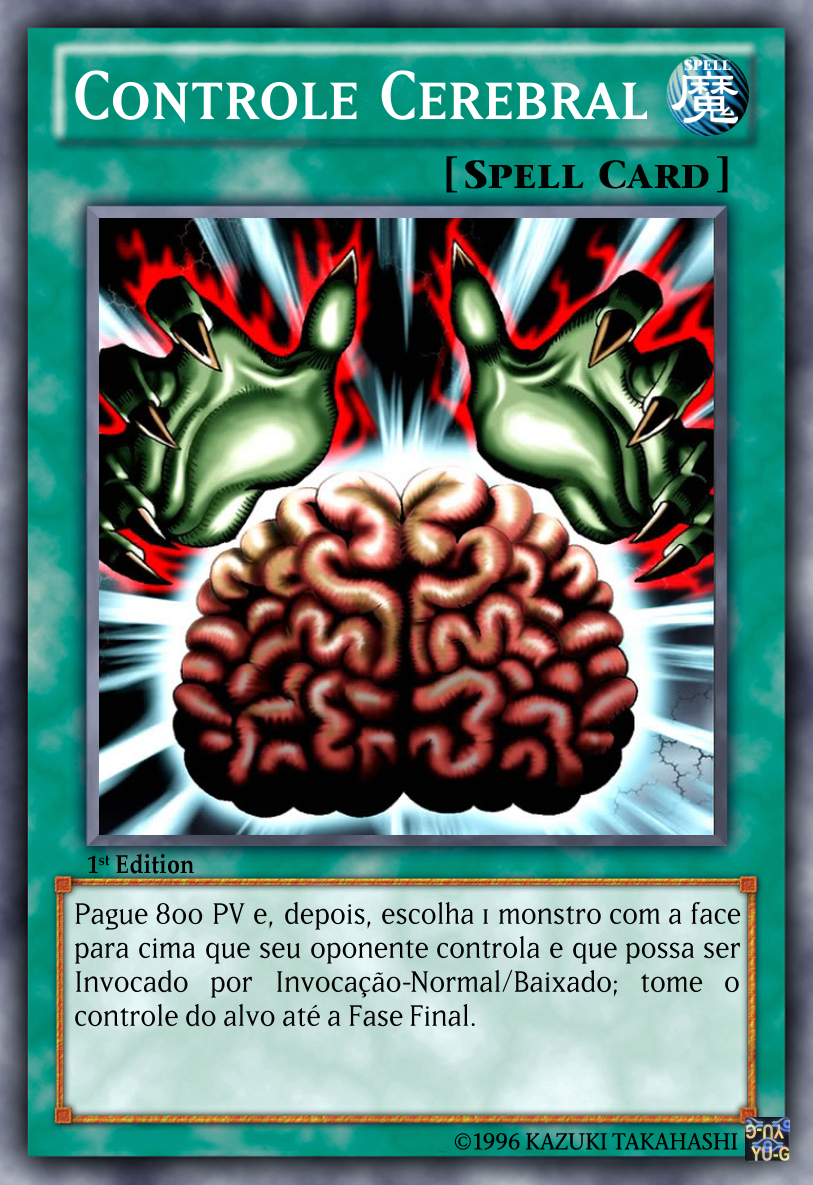 Controle Cerebral
SPELL
魔
[Spell Card]
1st Edition
Pague 800 PV e, depois, escolha 1 monstro com a face
para cima que seu oponente controla e que possa ser
Invocado por Invocação-Normal/Baixado; tome o
controle do alvo até a Fase Final.
©1996 KAZUKI TAKAHASHI
YU-G
YU-G